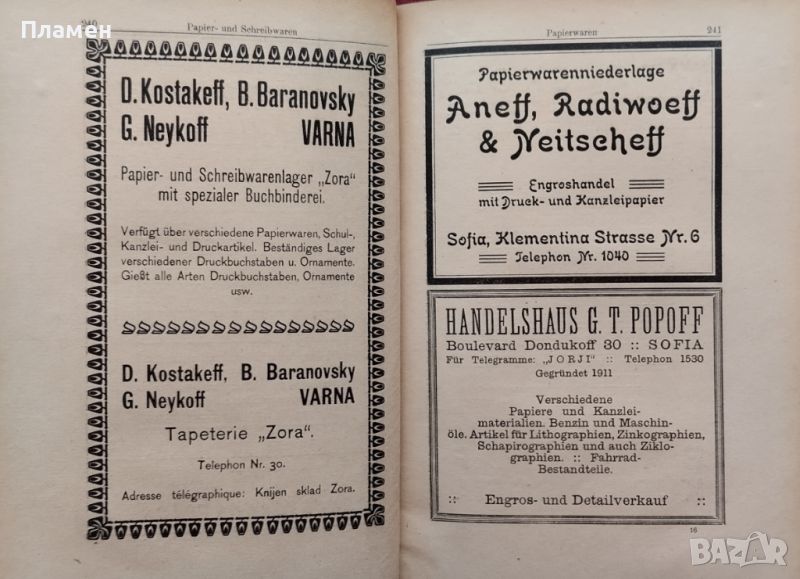 Пламен
240
Papier- und Schreibwaren
D. Kostakeff, B. Baranovsky
G. Neykoff VARNA
Papier- und Schreibwarenlager „Zora"
mit spezialer Buchbinderei.
Verfügt über verschiedene Papierwaren, Schul-,
Kanzlei- und Druckartikel. Beständiges Lager
verschiedener Druckbuchstaben u. Ornamente.
Gießt alle Arten Druckbuchstaben, Ornamente
usw.
D. Kostakeff, B. Baranovsky
G. Neykoff VARNA
Tapeterie „Zora".
Telephon Nr. 30.
Adresse télégraphique: Knijen sklad Zora.
Papierwaren
241
Papierwarenniederlage
Aneff, Radiwoeff
& Neitscheff
Engroshandel
mit Druck- und Kanzleipapier
Sofia, Klementina Strasse Nr. 6
Telephon Nr. 1040
HANDELSHAUS G. T. POPOFF
Boulevard Dondukoff 30 :: SOFIA
Für Telegramme: „JORJI" :: Telephon 1530
Gegründet 1911
Verschiedene
Papiere und Kanzlei-
materialien. Benzin und Maschin-
öle. Artikel für Lithographien, Zinkographien,
Schapirographien und auch Ziklo-
graphien. :: Fahrrad-
Bestandteile.
:: Engros- und Detailverkauf ::
16
BAZAR